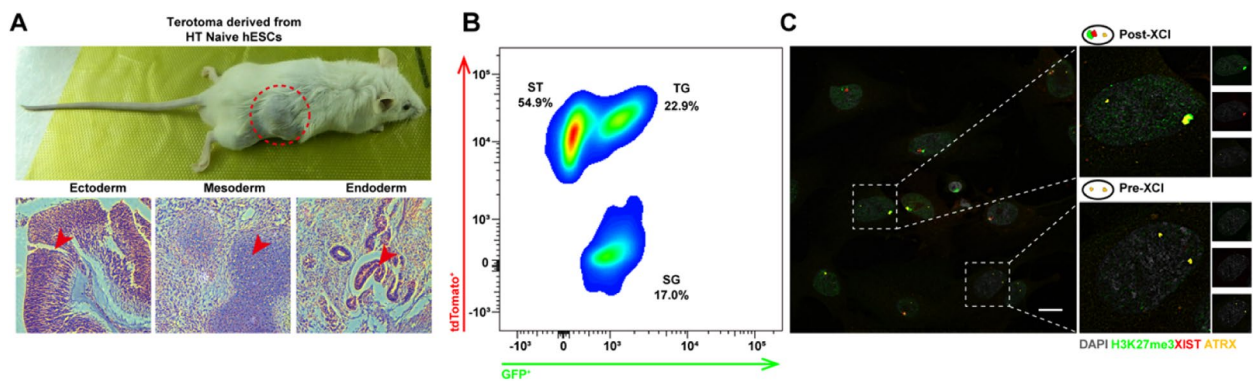 A
Terotoma derived from
HT Naive hESCs
Ectoderm
Mesoderm
Endoderm
B
tdTomato⁺
10⁵
10⁴
10³
0
-10³
ST
54.9%
TG
22.9%
SG
17.0%
-10³
0
10³
10⁴
10⁵
GFP⁺
C
Post-XCI
Pre-XCI
DAPI H3K27me3 XIST ATRX